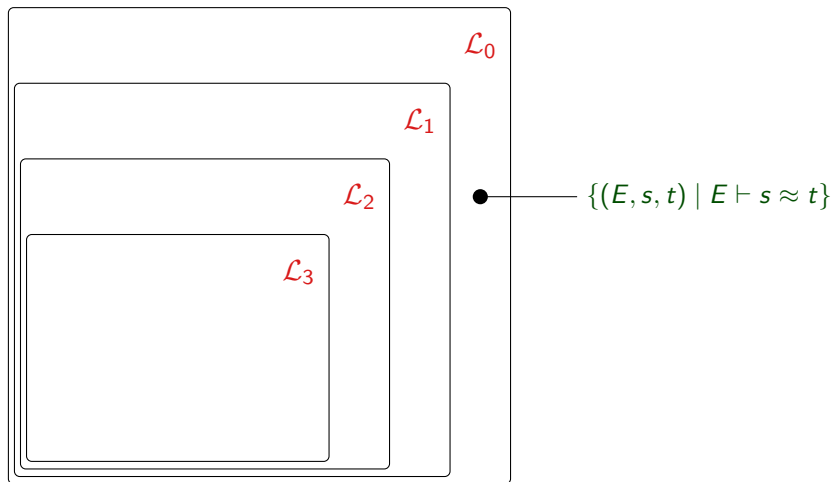 ℒ₀
ℒ₁
ℒ₂
{(E, s, t) | E ⊢ s ≈ t}
ℒ₃